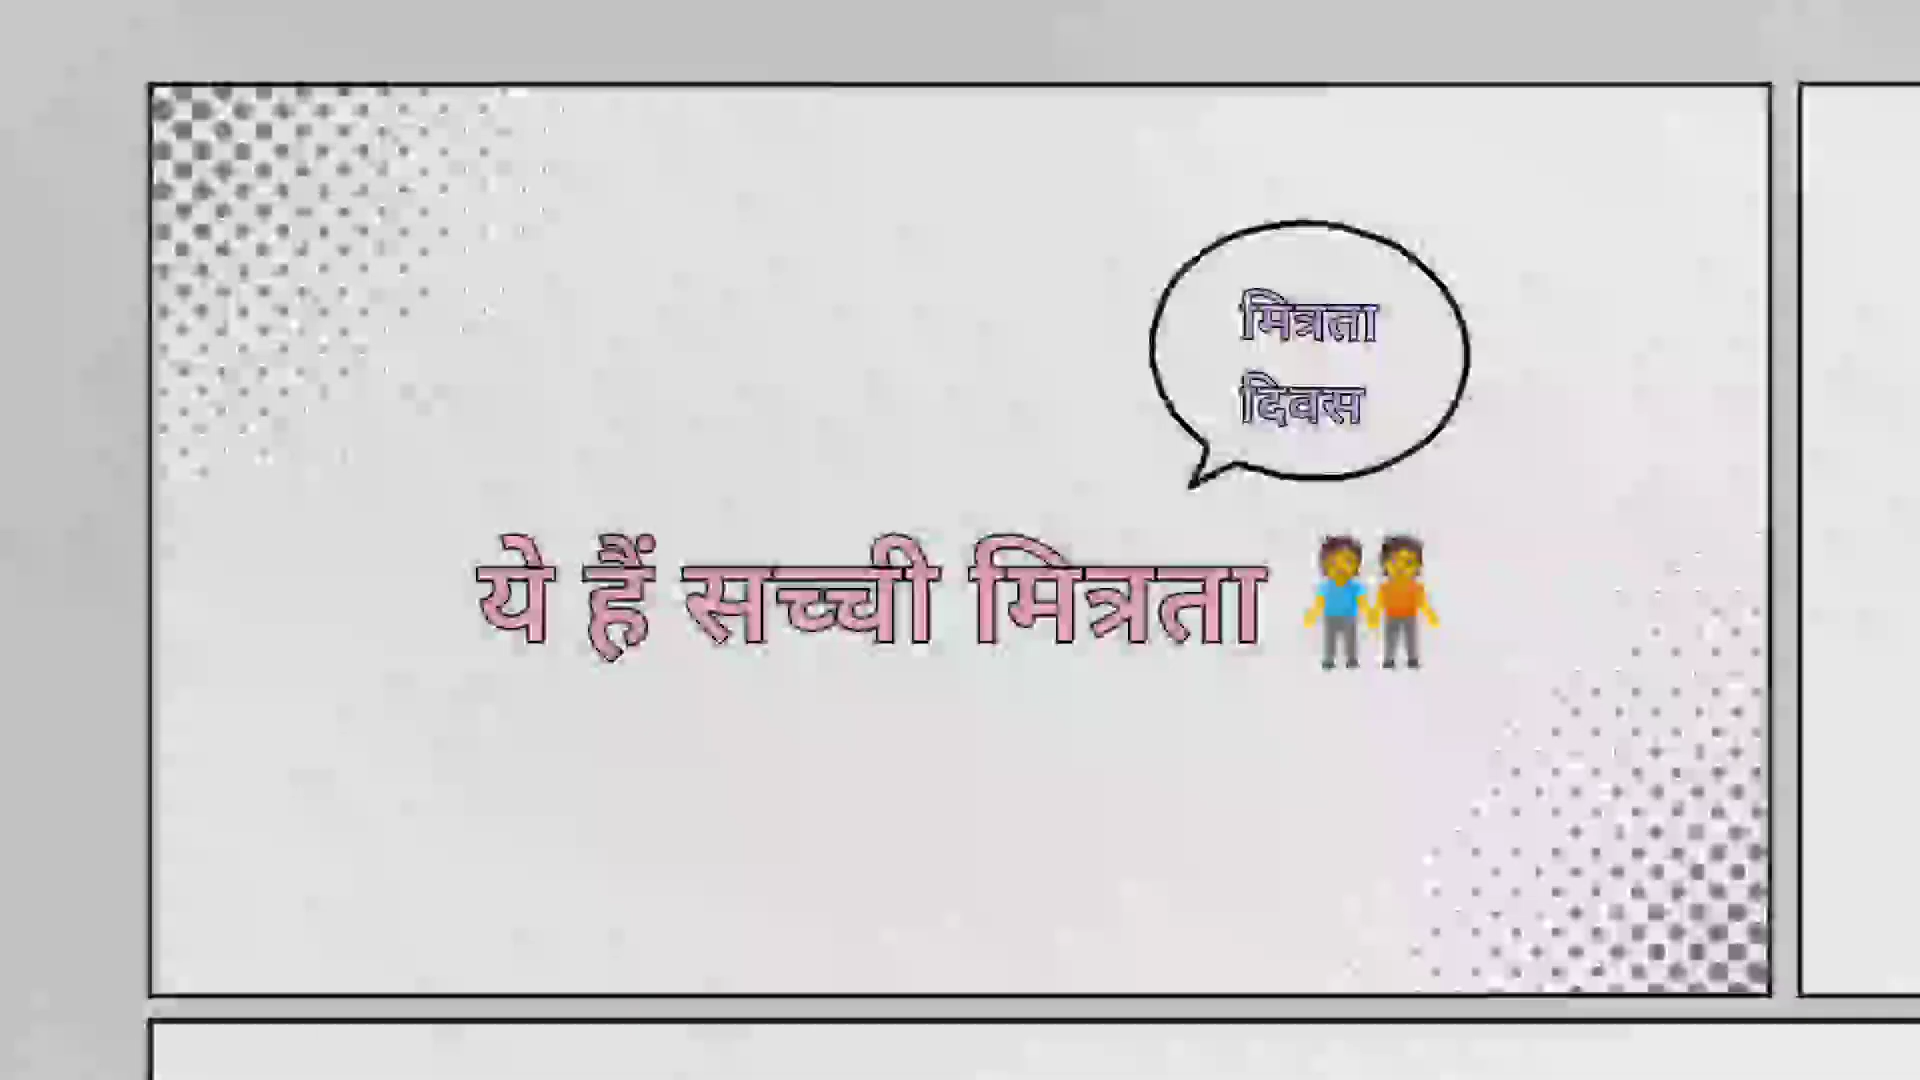 मित्रता
दिवस
ये हैं सच्ची मित्रता 🧑‍🤝‍🧑